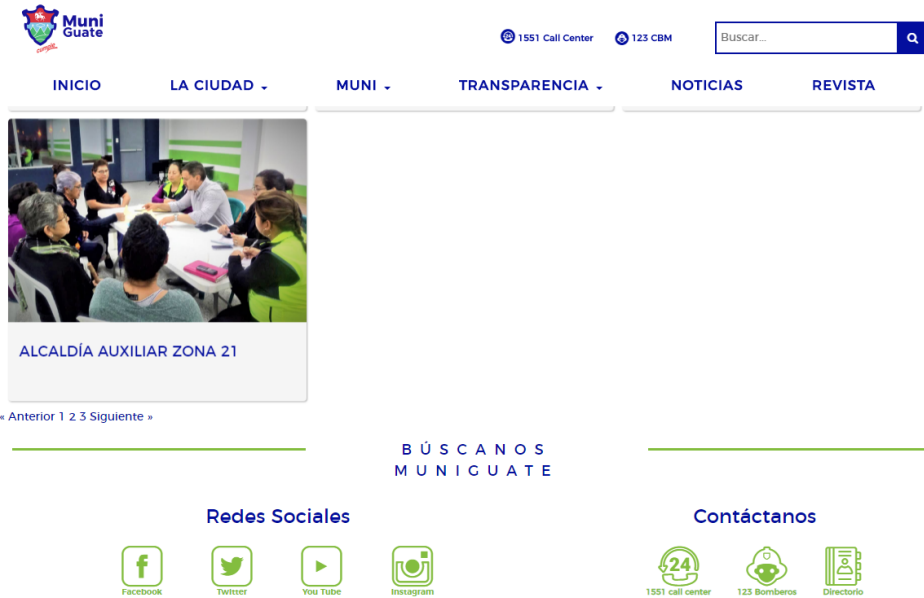 Muni
Guate
1551 Call Center
123 CBM
Buscar...
INICIO
LA CIUDAD
MUNI
TRANSPARENCIA
NOTICIAS
REVISTA
ALCALDÍA AUXILIAR ZONA 21
« Anterior 1 2 3 Siguiente »
BÚSCANOS
MUNIGUATE
Redes Sociales
Contáctanos
24
Facebook
Twitter
You Tube
Instagram
1551 call center
123 Bomberos
Directorio